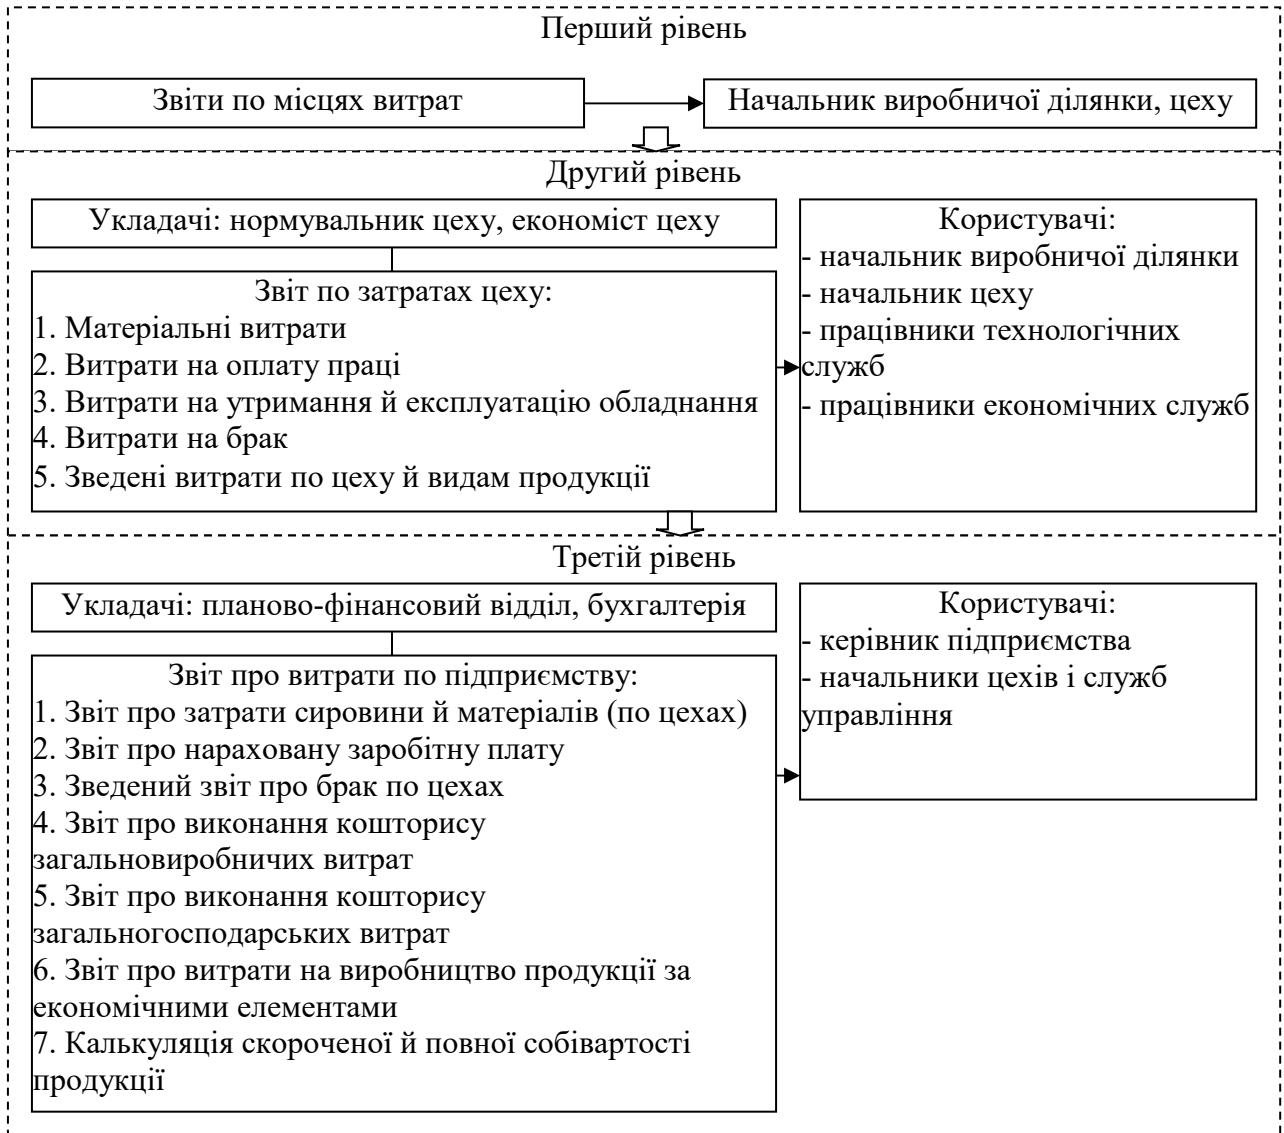 Перший рівень
Звіти по місцях витрат
Начальник виробничої ділянки, цеху
Другий рівень
Укладачі: нормувальник цеху, економіст цеху
Звіт по затратах цеху:
1. Матеріальні витрати
2. Витрати на оплату праці
3. Витрати на утримання й експлуатацію обладнання
4. Витрати на брак
5. Зведені витрати по цеху й видам продукції
Користувачі:
- начальник виробничої ділянки
- начальник цеху
- працівники технологічних
служб
- працівники економічних служб
Третій рівень
Укладачі: планово-фінансовий відділ, бухгалтерія
Звіт про витрати по підприємству:
1. Звіт про затрати сировини й матеріалів (по цехах)
2. Звіт про нараховану заробітну плату
3. Зведений звіт про брак по цехах
4. Звіт про виконання кошторису
загальновиробничих витрат
5. Звіт про виконання кошторису
загальногосподарських витрат
6. Звіт про витрати на виробництво продукції за
економічними елементами
7. Калькуляція скороченої й повної собівартості
продукції
Користувачі:
- керівник підприємства
- начальники цехів і служб
управління